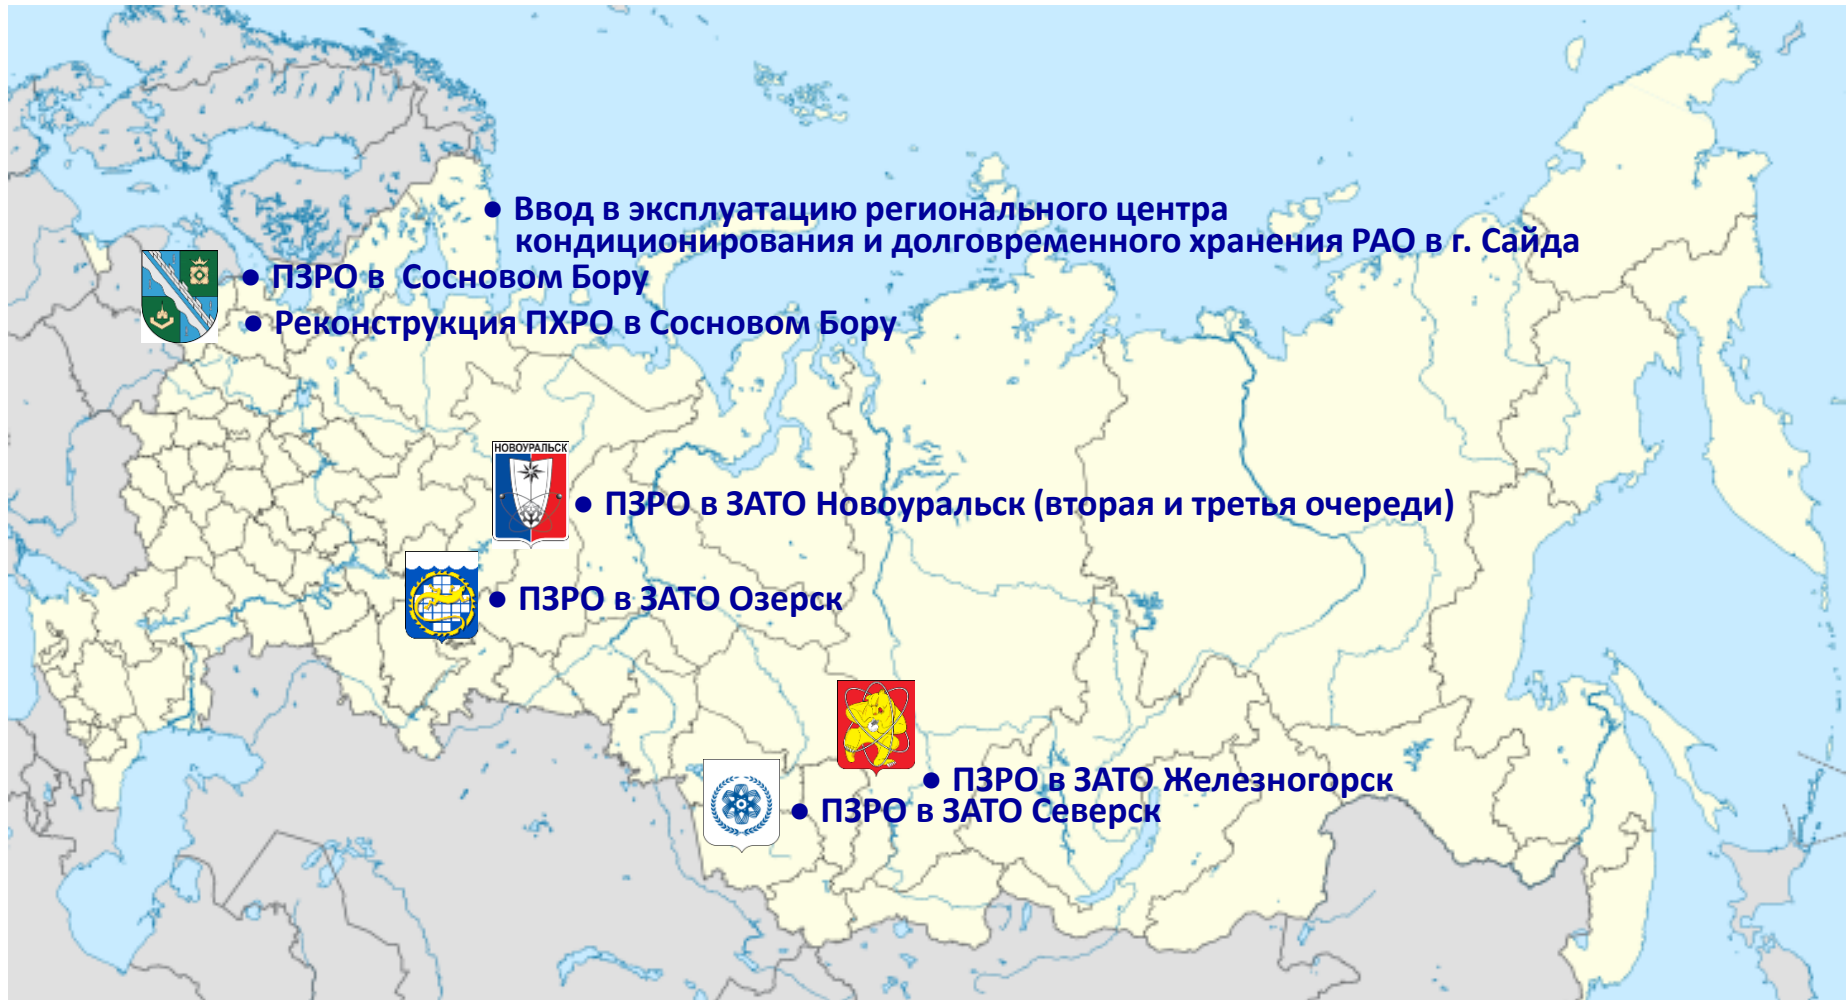 ● Ввод в эксплуатацию регионального центра
кондиционирования и долговременного хранения РАО в г. Сайда
● ПЗРО в Сосновом Бору
● Реконструкция ПХРО в Сосновом Бору
НОВОУРАЛЬСК
● ПЗРО в ЗАТО Новоуральск (вторая и третья очереди)
● ПЗРО в ЗАТО Озерск
● ПЗРО в ЗАТО Железногорск
● ПЗРО в ЗАТО Северск